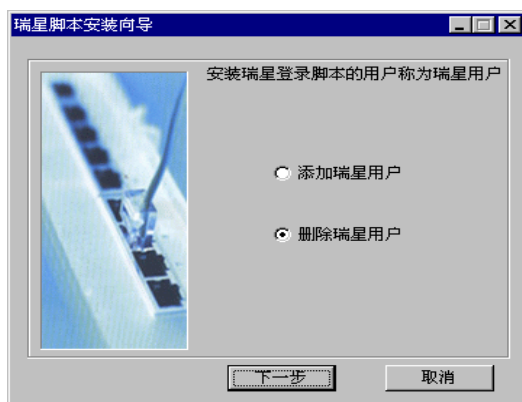 瑞星脚本安装向导
安装瑞星登录脚本的用户称为瑞星用户
添加瑞星用户
删除瑞星用户
下一步
取消